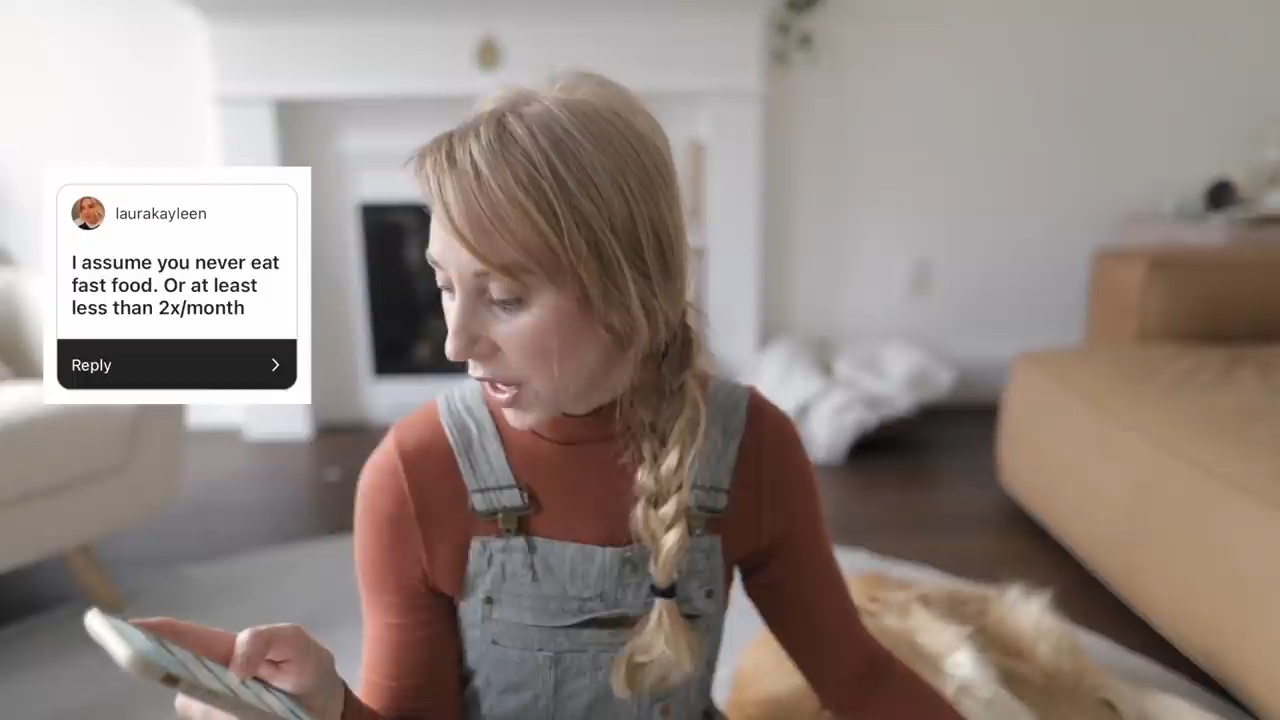 laurakayleen
I assume you never eat
fast food. Or at least
less than 2x/month
Reply